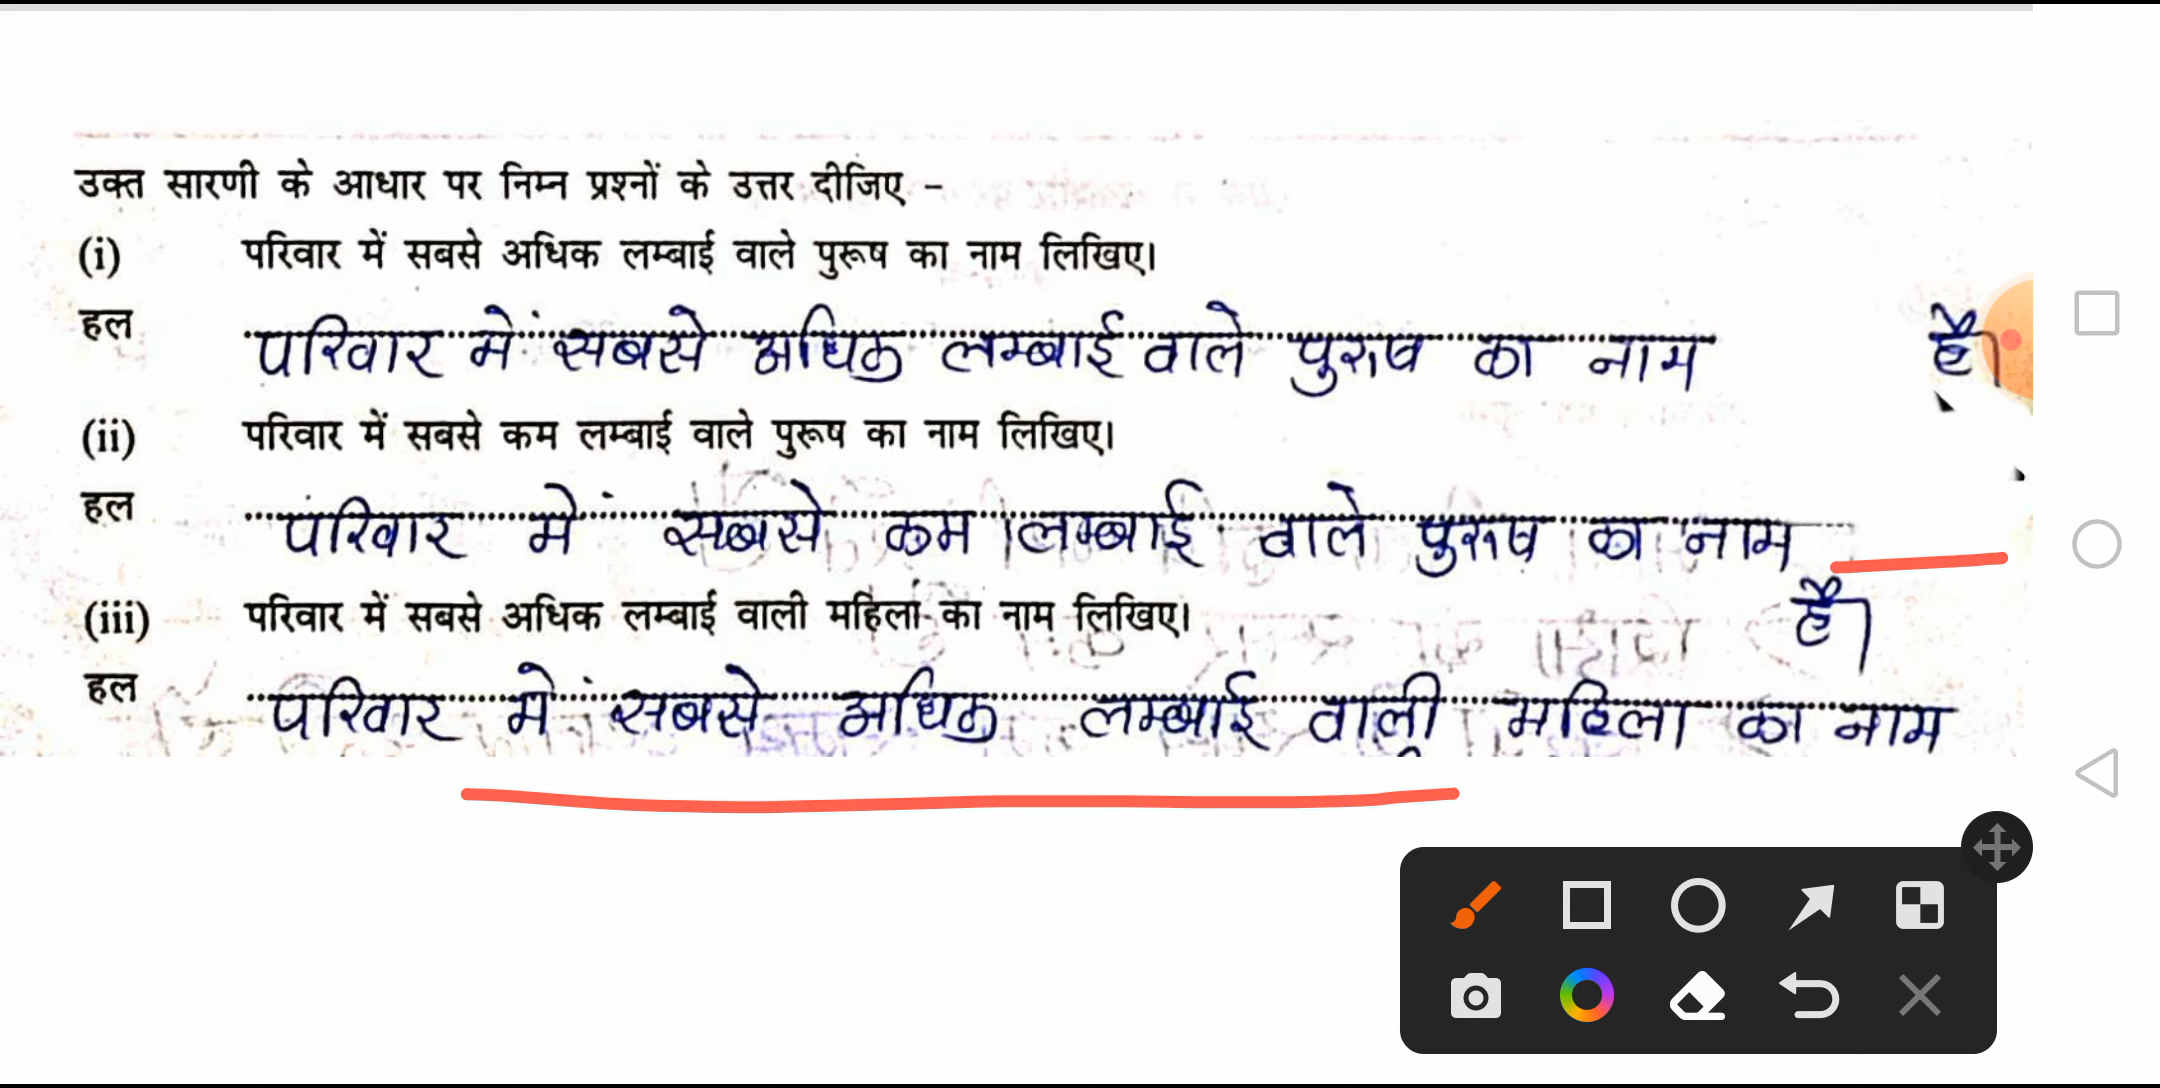 उक्त सारणी के आधार पर निम्न प्रश्नों के उत्तर दीजिए –
(i) परिवार में सबसे अधिक लम्बाई वाले पुरूष का नाम लिखिए।
हल परिवार में सबसे अधिक लम्बाई वाले पुरुष का नाम है।
(ii) परिवार में सबसे कम लम्बाई वाले पुरूष का नाम लिखिए।
हल परिवार में सबसे कम लम्बाई वाले पुरुष का नाम
है।
(iii) परिवार में सबसे अधिक लम्बाई वाली महिला का नाम लिखिए।
हल परिवार में सबसे अधिक लम्बाई वाली महिला का नाम